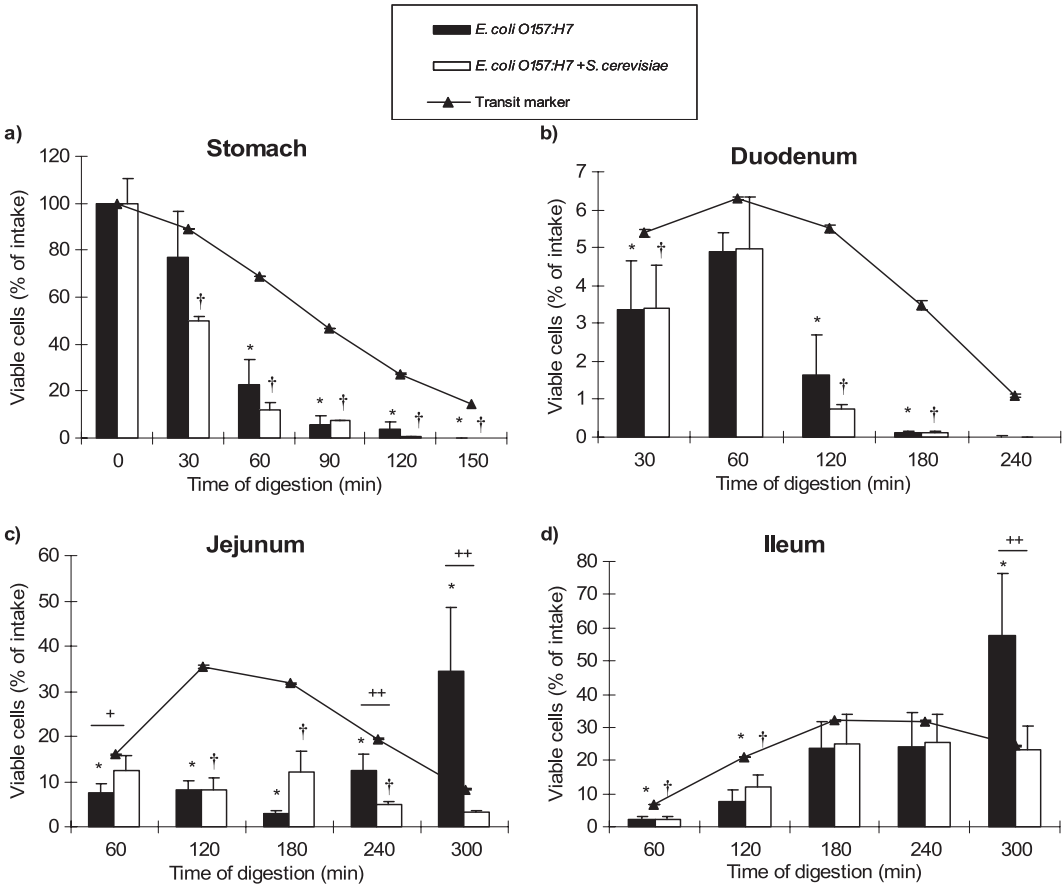 E. coli O157:H7
E. coli O157:H7 +S. cerevisiae
Transit marker
a)
Stomach
Viable cells (% of intake)
120
100
80
60
40
20
0
*
*
*
*
†
†
†
†
†
0 30 60 90 120 150
Time of digestion (min)
b)
Duodenum
Viable cells (% of intake)
7
6
5
4
3
2
1
0
* †
* †
* †
30 60 120 180 240
Time of digestion (min)
c)
Jejunum
Viable cells (% of intake)
60
50
40
30
20
10
0
+
++
++
*
* †
* †
* †
*
60 120 180 240 300
Time of digestion (min)
d)
Ileum
Viable cells (% of intake)
80
70
60
50
40
30
20
10
0
++
* †
* †
*
60 120 180 240 300
Time of digestion (min)